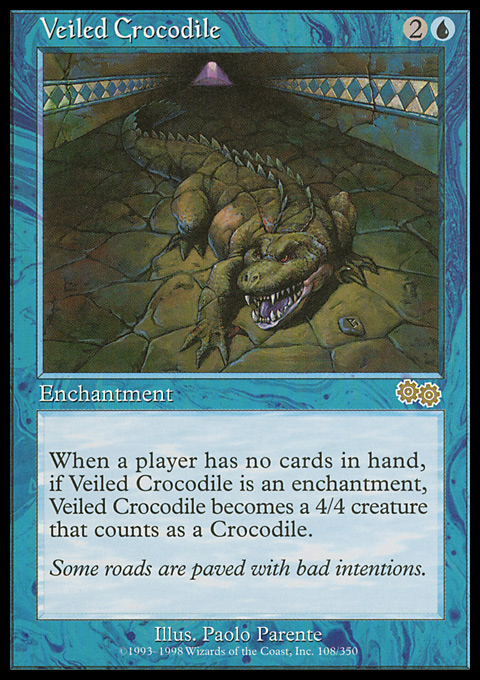 Veiled Crocodile 2
Enchantment
When a player has no cards in hand,
if Veiled Crocodile is an enchantment,
Veiled Crocodile becomes a 4/4 creature
that counts as a Crocodile.
Some roads are paved with bad intentions.
Illus. Paolo Parente
©1993–1998 Wizards of the Coast, Inc. 108/350